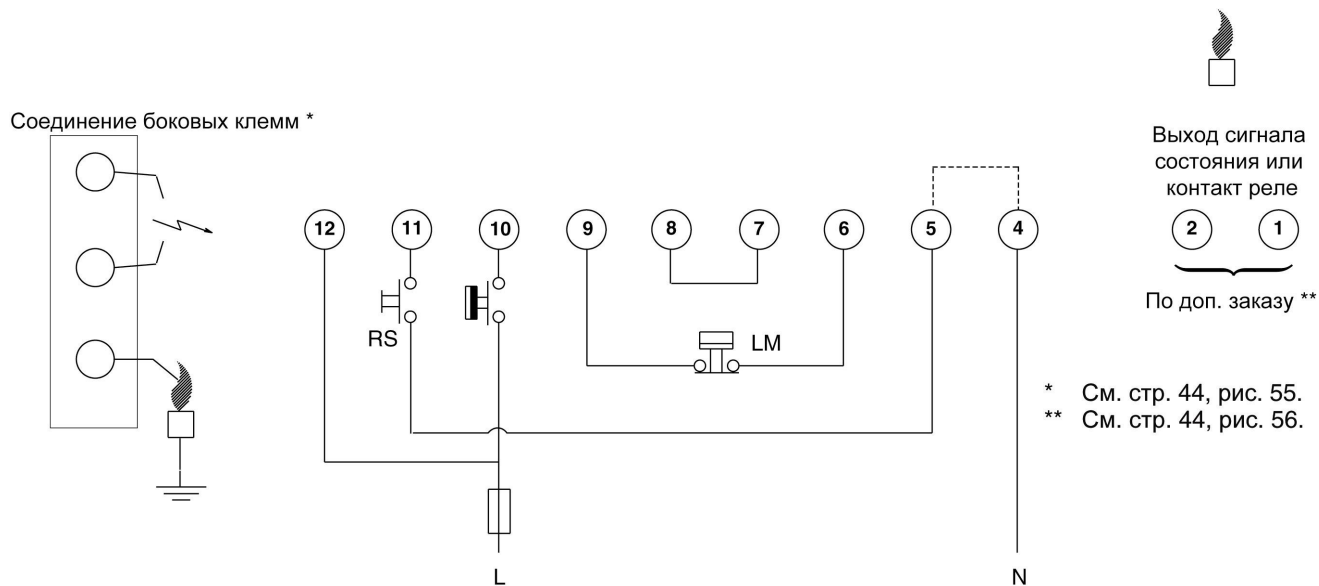 Соединение боковых клемм *
Выход сигнала
состояния или
контакт реле
12 11 10 9 8 7 6 5 4 2 1
По доп. заказу **
RS
LM
* См. стр. 44, рис. 55.
** См. стр. 44, рис. 56.
L N